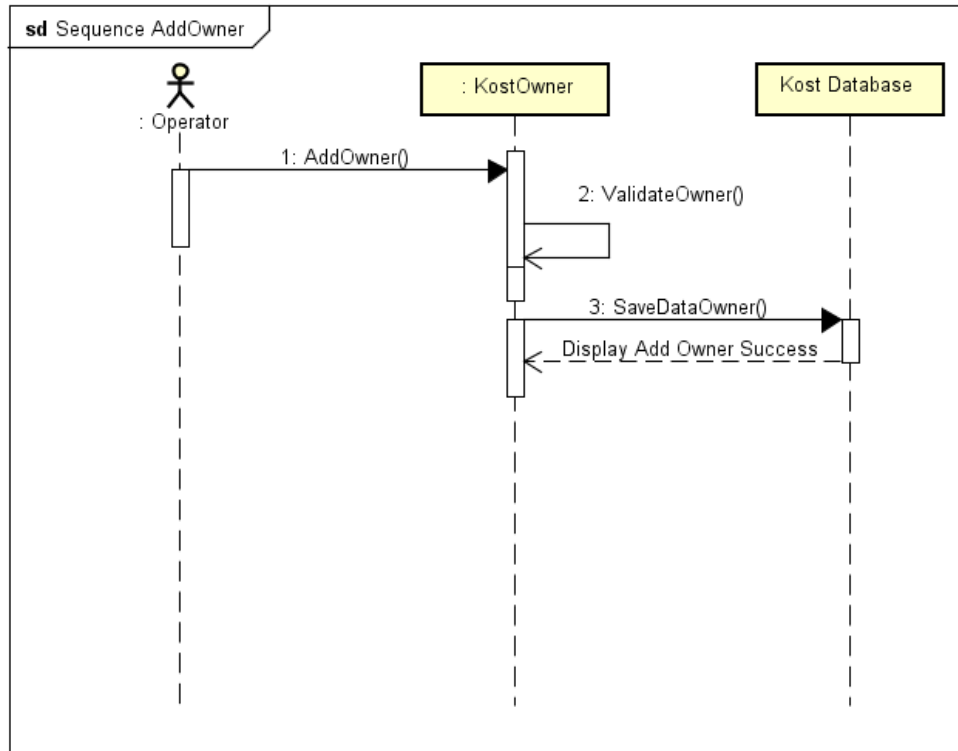 sd Sequence AddOwner
: Operator
: KostOwner
Kost Database
1: AddOwner()
2: ValidateOwner()
3: SaveDataOwner()
Display Add Owner Success